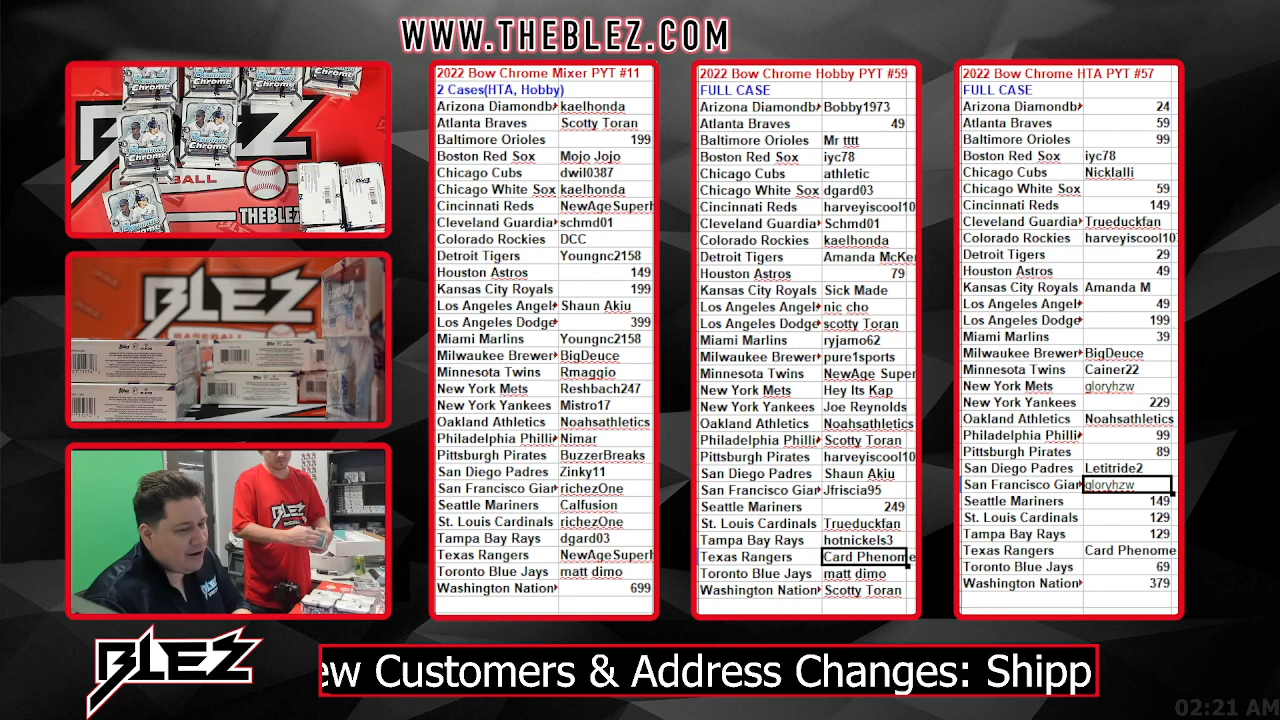 WWW.THEBLEZ.COM
2022 Bow Chrome Mixer PYT #11
2 Cases(HTA, Hobby)
Arizona Diamondb kaelhonda
Atlanta Braves Scotty Toran
Baltimore Orioles 199
Boston Red Sox Mojo Jojo
Chicago Cubs dwil0387
Chicago White Sox kaelhonda
Cincinnati Reds NewAgeSuperh
Cleveland Guardia schmd01
Colorado Rockies DCC
Detroit Tigers Youngnc2158
Houston Astros 149
Kansas City Royals 199
Los Angeles Angel Shaun Akiu
Los Angeles Dodge 399
Miami Marlins Youngnc2158
Milwaukee Brewer BigDeuce
Minnesota Twins Rmaggio
New York Mets Reshbach247
New York Yankees Mistro17
Oakland Athletics Noahsathletics
Philadelphia Philli Nimar
Pittsburgh Pirates BuzzerBreaks
San Diego Padres Zinky11
San Francisco Giar richezOne
Seattle Mariners Calfusion
St. Louis Cardinals richezOne
Tampa Bay Rays dgard03
Texas Rangers NewAgeSuperh
Toronto Blue Jays matt dimo
Washington Nation 699
2022 Bow Chrome Hobby PYT #59
FULL CASE
Arizona Diamondb Bobby1973
Atlanta Braves 49
Baltimore Orioles Mr tttt
Boston Red Sox iyc78
Chicago Cubs athletic
Chicago White Sox dgard03
Cincinnati Reds harveyiscool10
Cleveland Guardia Schmd01
Colorado Rockies kaelhonda
Detroit Tigers Amanda McKe
Houston Astros 79
Kansas City Royals Sick Made
Los Angeles Angel nic cho
Los Angeles Dodge scotty Toran
Miami Marlins ryjamo62
Milwaukee Brewer pure1sports
Minnesota Twins NewAge Super
New York Mets Hey Its Kap
New York Yankees Joe Reynolds
Oakland Athletics Noahsathletics
Philadelphia Philli Scotty Toran
Pittsburgh Pirates harveyiscool10
San Diego Padres Shaun Akiu
San Francisco Giar Jfriscia95
Seattle Mariners 249
St. Louis Cardinals Trueduckfan
Tampa Bay Rays hotnickels3
Texas Rangers Card Phenome
Toronto Blue Jays matt dimo
Washington Nation Scotty Toran
2022 Bow Chrome HTA PYT #57
FULL CASE
Arizona Diamondb 24
Atlanta Braves 59
Baltimore Orioles 99
Boston Red Sox iyc78
Chicago Cubs Nicklalli
Chicago White Sox 59
Cincinnati Reds 149
Cleveland Guardia Trueduckfan
Colorado Rockies harveyiscool10
Detroit Tigers 29
Houston Astros 49
Kansas City Royals Amanda M
Los Angeles Angel 49
Los Angeles Dodge 199
Miami Marlins 39
Milwaukee Brewer BigDeuce
Minnesota Twins Cainer22
New York Mets gloryhzw
New York Yankees 229
Oakland Athletics Noahsathletics
Philadelphia Philli 99
Pittsburgh Pirates 89
San Diego Padres Letitride2
San Francisco Giar gloryhzw
Seattle Mariners 149
St. Louis Cardinals 129
Tampa Bay Rays 129
Texas Rangers Card Phenome
Toronto Blue Jays 69
Washington Nation 379
Chrome
Chrome
Chrome
BLEZ
THEBLEZ
BLEZ
BASEBALL
BLEZ
BLEZ
ew Customers & Address Changes: Shipp
02:21 AM